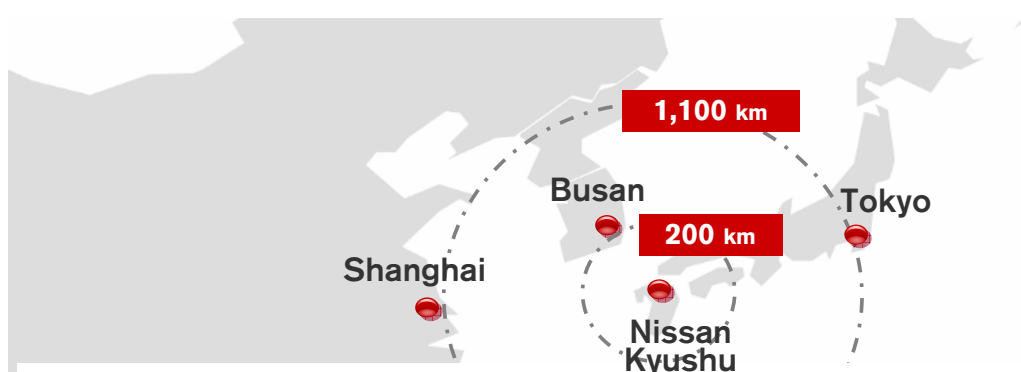 1,100 km
Busan
Tokyo
200 km
Shanghai
Nissan
Kyushu